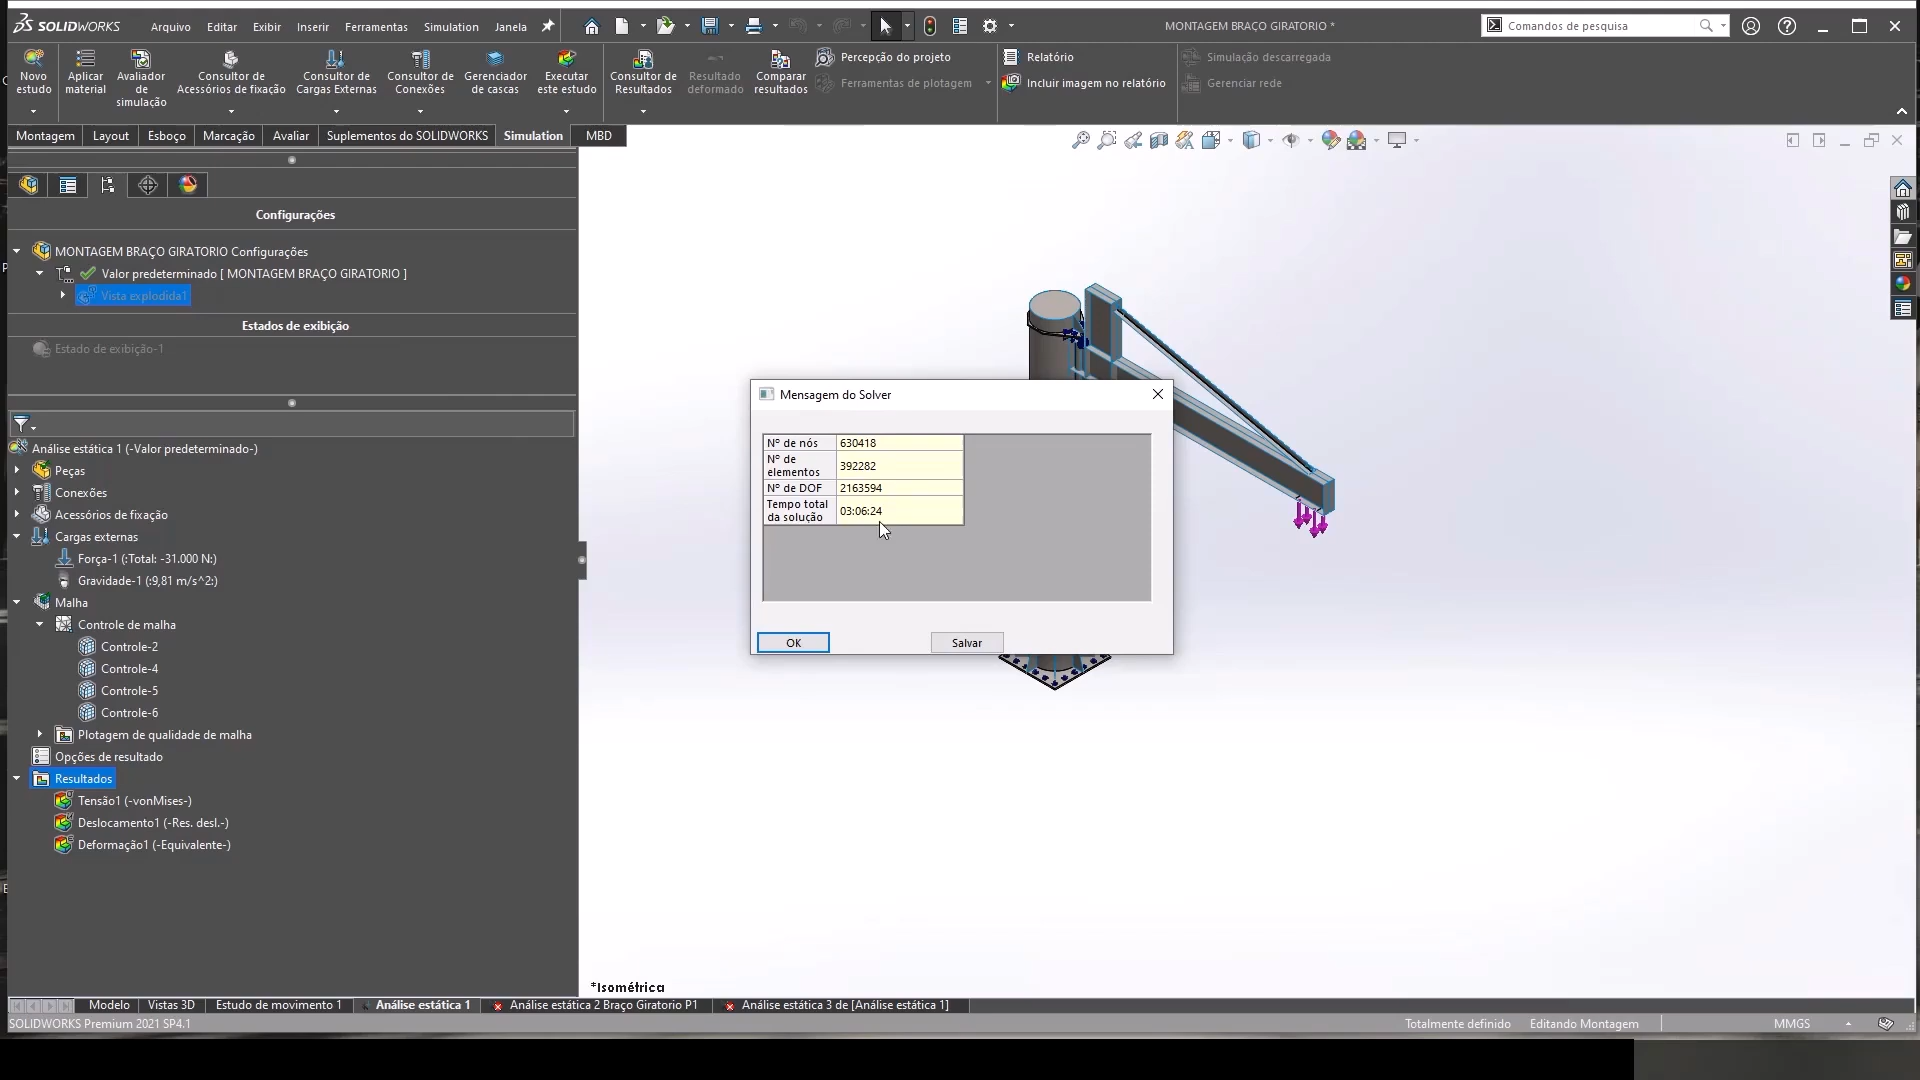 SOLIDWORKS
Arquivo
Editar
Exibir
Inserir
Ferramentas
Simulation
Janela
MONTAGEM BRAÇO GIRATORIO *
Comandos de pesquisa
Novo
estudo
Aplicar
material
Avaliador
de
simulação
Consultor de
Acessórios de fixação
Consultor de
Cargas Externas
Consultor de
Conexões
Gerenciador
de cascas
Executar
este estudo
Consultor de
Resultados
Resultado
deformado
Comparar
resultados
Percepção do projeto
Ferramentas de plotagem
Relatório
Incluir imagem no relatório
Simulação descarregada
Gerenciar rede
Montagem
Layout
Esboço
Marcação
Avaliar
Suplementos do SOLIDWORKS
Simulation
MBD
Configurações
MONTAGEM BRAÇO GIRATORIO Configurações
Valor predeterminado [ MONTAGEM BRAÇO GIRATORIO ]
Vista explodida1
Estados de exibição
Estado de exibição-1
Análise estática 1 (-Valor predeterminado-)
Peças
Conexões
Acessórios de fixação
Cargas externas
Força-1 (:Total: -31.000 N:)
Gravidade-1 (:9,81 m/s^2:)
Malha
Controle de malha
Controle-2
Controle-4
Controle-5
Controle-6
Plotagem de qualidade de malha
Opções de resultado
Resultados
Tensão1 (-vonMises-)
Deslocamento1 (-Res. desl.-)
Deformação1 (-Equivalente-)
Mensagem do Solver
Nº de nós 630418
Nº de
elementos 392282
Nº de DOF 2163594
Tempo total
da solução 03:06:24
OK
Salvar
*Isométrica
Modelo
Vistas 3D
Estudo de movimento 1
Análise estática 1
Análise estática 2 Braço Giratorio P1
Análise estática 3 de [Análise estática 1]
SOLIDWORKS Premium 2021 SP4.1
Totalmente definido
Editando Montagem
MMGS